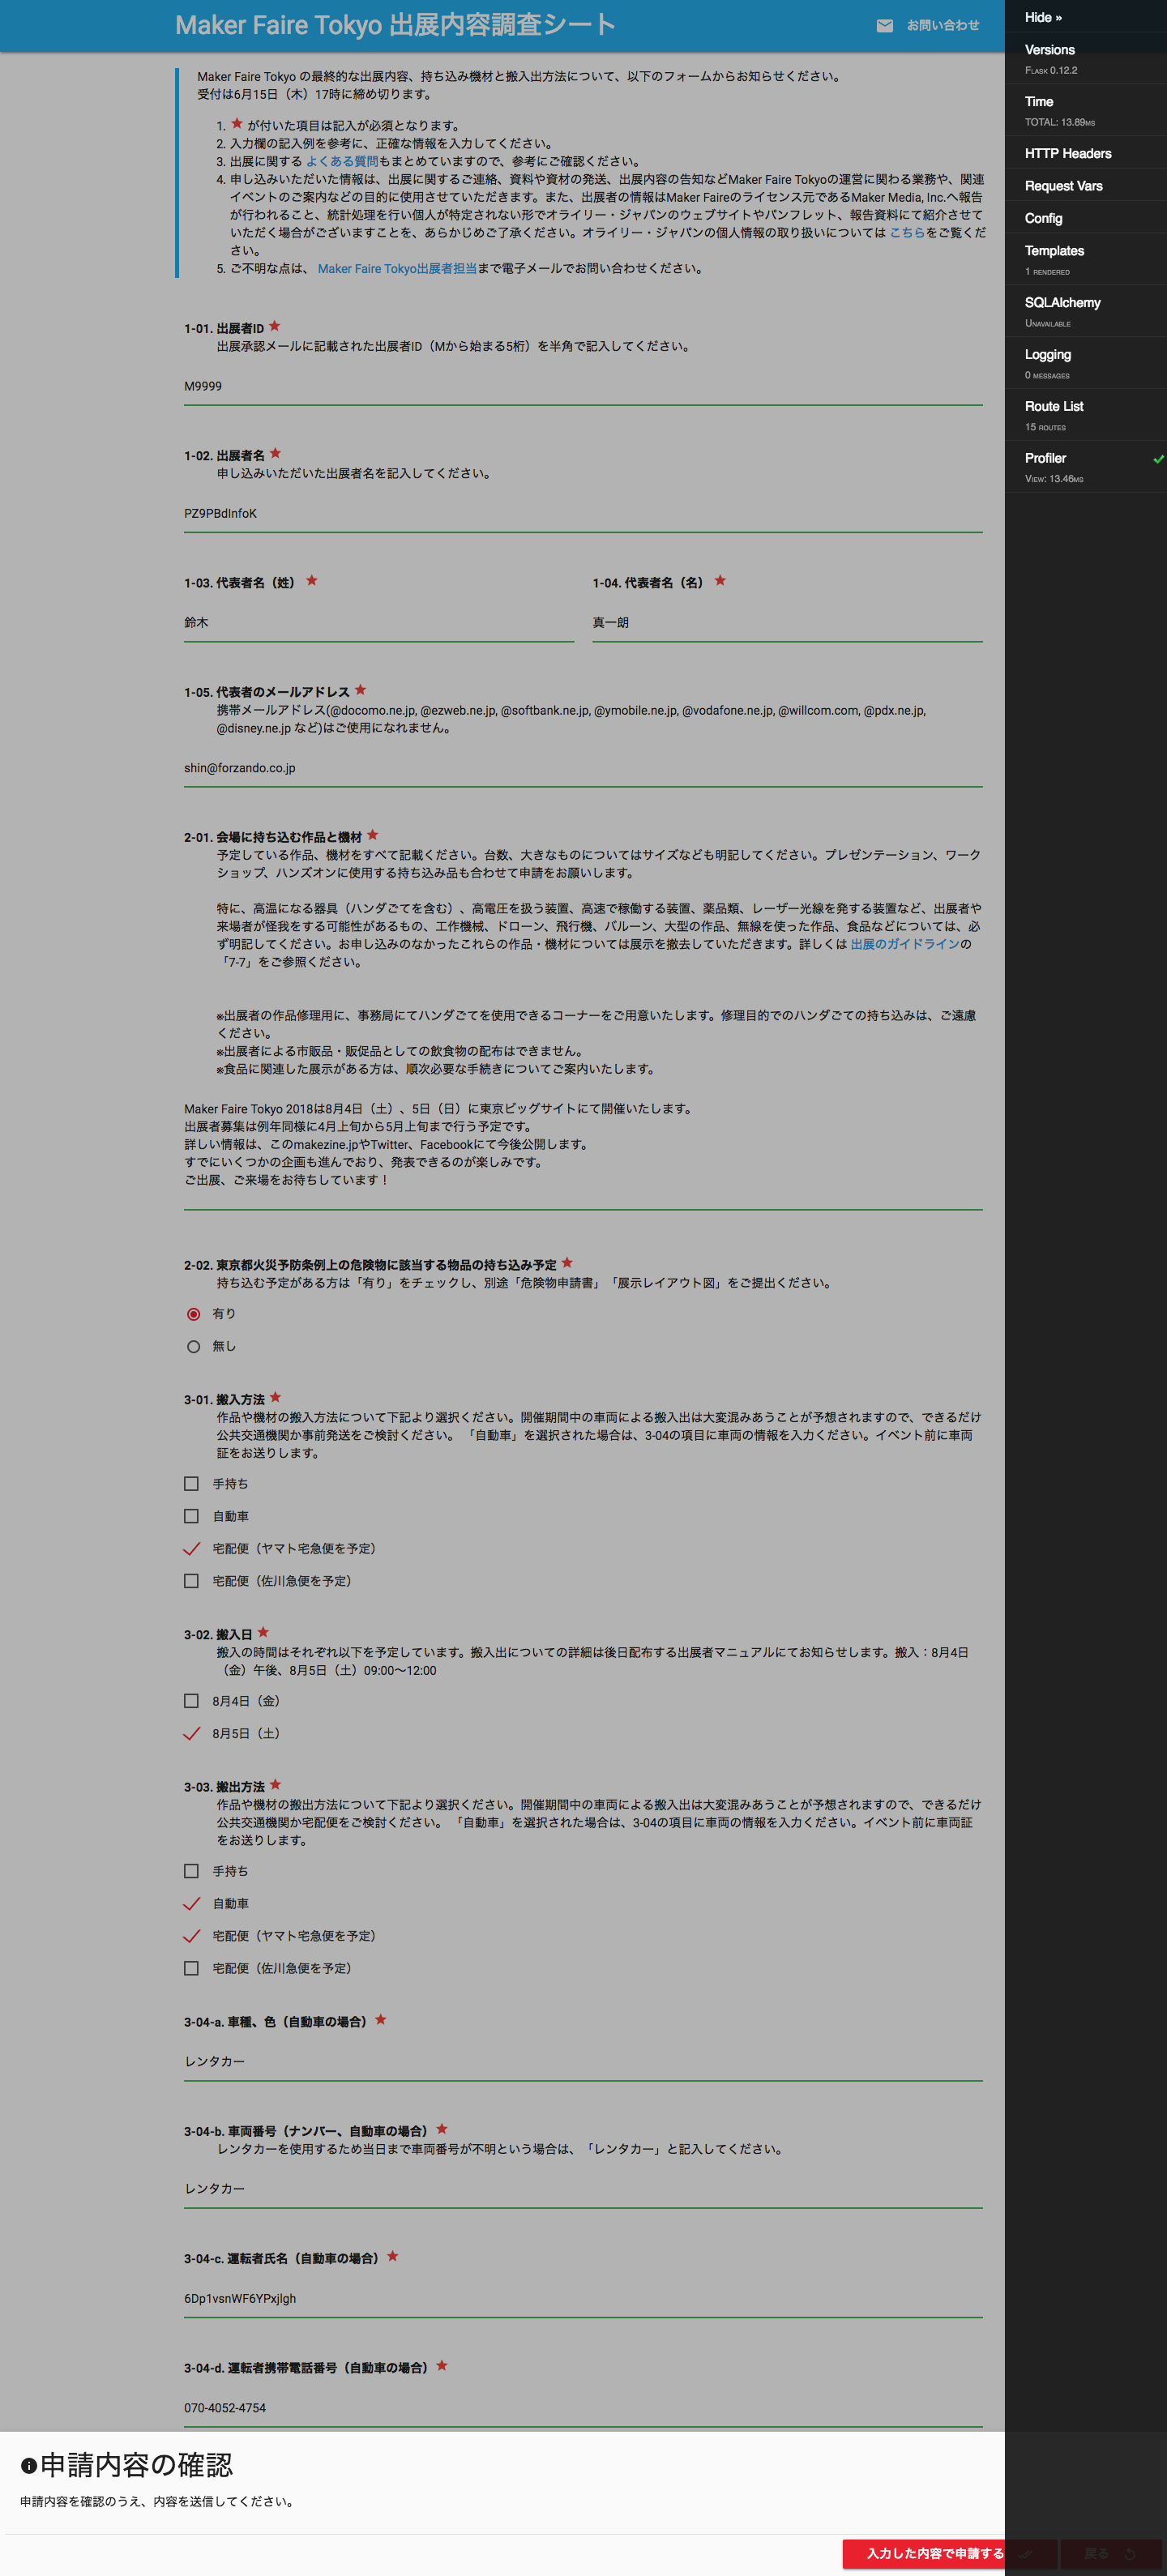 Maker Faire Tokyo 出展内容調査シート
お問い合わせ
Maker Faire Tokyo の最終的な出展内容、持ち込み機材と搬入出方法について、以下のフォームからお知らせください。
受付は6月15日（木）17時に締め切ります。
1. ★ が付いた項目は記入が必須となります。
2. 入力欄の記入例を参考に、正確な情報を入力してください。
3. 出展に関する よくある質問もまとめていますので、参考にご確認ください。
4. 申し込みいただいた情報は、出展に関するご連絡、資料や資材の発送、出展内容の告知などMaker Faire Tokyoの運営に関わる業務や、関連
イベントのご案内などの目的に使用させていただきます。また、出展者の情報はMaker Faireのライセンス元であるMaker Media, Inc.へ報告
が行われること、統計処理を行い個人が特定されない形でオライリー・ジャパンのウェブサイトやパンフレット、報告資料にて紹介させて
いただく場合がございますことを、あらかじめご了承ください。オライリー・ジャパンの個人情報の取り扱いについては こちらをご覧くだ
さい。
5. ご不明な点は、 Maker Faire Tokyo出展者担当まで電子メールでお問い合わせください。
1-01. 出展者ID ★
出展承認メールに記載された出展者ID（Mから始まる5桁）を半角で記入してください。
M9999
1-02. 出展者名 ★
申し込みいただいた出展者名を記入してください。
PZ9PBdInfoK
1-03. 代表者名（姓） ★
鈴木
1-04. 代表者名（名） ★
真一朗
1-05. 代表者のメールアドレス ★
携帯メールアドレス(@docomo.ne.jp, @ezweb.ne.jp, @softbank.ne.jp, @ymobile.ne.jp, @vodafone.ne.jp, @willcom.com, @pdx.ne.jp,
@disney.ne.jp など)はご使用になれません。
shin@forzando.co.jp
2-01. 会場に持ち込む作品と機材 ★
予定している作品、機材をすべて記載ください。台数、大きなものについてはサイズなども明記してください。プレゼンテーション、ワーク
ショップ、ハンズオンに使用する持ち込み品も合わせて申請をお願いします。
特に、高温になる器具（ハンダごてを含む）、高電圧を扱う装置、高速で稼働する装置、薬品類、レーザー光線を発する装置など、出展者や
来場者が怪我をする可能性があるもの、工作機械、ドローン、飛行機、バルーン、大型の作品、無線を使った作品、食品などについては、必
ず明記してください。お申し込みのなかったこれらの作品・機材については展示を撤去していただきます。詳しくは 出展のガイドラインの
「7-7」をご参照ください。
※出展者の作品修理用に、事務局にてハンダごてを使用できるコーナーをご用意いたします。修理目的でのハンダごての持ち込みは、ご遠慮
ください。
※出展者による市販品・販促品としての飲食物の配布はできません。
※食品に関連した展示がある方は、順次必要な手続きについてご案内いたします。
Maker Faire Tokyo 2018は8月4日（土）、5日（日）に東京ビッグサイトにて開催いたします。
出展者募集は例年同様に4月上旬から5月上旬まで行う予定です。
詳しい情報は、このmakezine.jpやTwitter、Facebookにて今後公開します。
すでにいくつかの企画も進んでおり、発表できるのが楽しみです。
ご出展、ご来場をお待ちしています！
2-02. 東京都火災予防条例上の危険物に該当する物品の持ち込み予定 ★
持ち込む予定がある方は「有り」をチェックし、別途「危険物申請書」「展示レイアウト図」をご提出ください。
有り
無し
3-01. 搬入方法 ★
作品や機材の搬入方法について下記より選択ください。開催期間中の車両による搬入出は大変混みあうことが予想されますので、できるだけ
公共交通機関か事前発送をご検討ください。 「自動車」を選択された場合は、3-04の項目に車両の情報を入力ください。イベント前に車両
証をお送りします。
手持ち
自動車
宅配便（ヤマト宅急便を予定）
宅配便（佐川急便を予定）
3-02. 搬入日 ★
搬入の時間はそれぞれ以下を予定しています。搬入出についての詳細は後日配布する出展者マニュアルにてお知らせします。搬入：8月4日
（金）午後、8月5日（土）09:00〜12:00
8月4日（金）
8月5日（土）
3-03. 搬出方法 ★
作品や機材の搬出方法について下記より選択ください。開催期間中の車両による搬入出は大変混みあうことが予想されますので、できるだけ
公共交通機関か宅配便をご検討ください。 「自動車」を選択された場合は、3-04の項目に車両の情報を入力ください。イベント前に車両証
をお送りします。
手持ち
自動車
宅配便（ヤマト宅急便を予定）
宅配便（佐川急便を予定）
3-04-a. 車種、色（自動車の場合） ★
レンタカー
3-04-b. 車両番号（ナンバー、自動車の場合） ★
レンタカーを使用するため当日まで車両番号が不明という場合は、「レンタカー」と記入してください。
レンタカー
3-04-c. 運転者氏名（自動車の場合） ★
6Dp1vsnWF6YPxjlgh
3-04-d. 運転者携帯電話番号（自動車の場合） ★
070-4052-4754
申請内容の確認
申請内容を確認のうえ、内容を送信してください。
入力した内容で申請する
戻る
Hide »
Versions
Flask 0.12.2
Time
TOTAL: 13.89ms
HTTP Headers
Request Vars
Config
Templates
1 rendered
SQLAlchemy
Unavailable
Logging
0 messages
Route List
15 routes
Profiler
View: 13.46ms